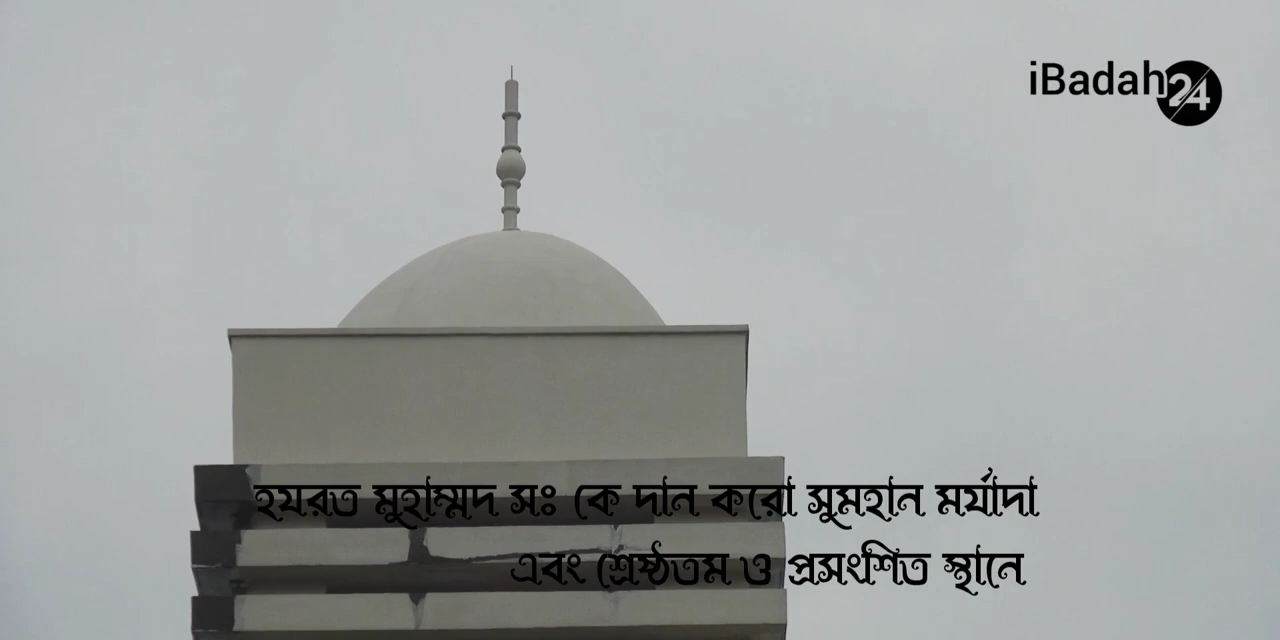 iBadah24
হযরত মুহাম্মদ সঃ কে দান করো সুমহান মর্যাদা
এবং শ্রেষ্ঠতম ও প্রসংশিত স্থানে